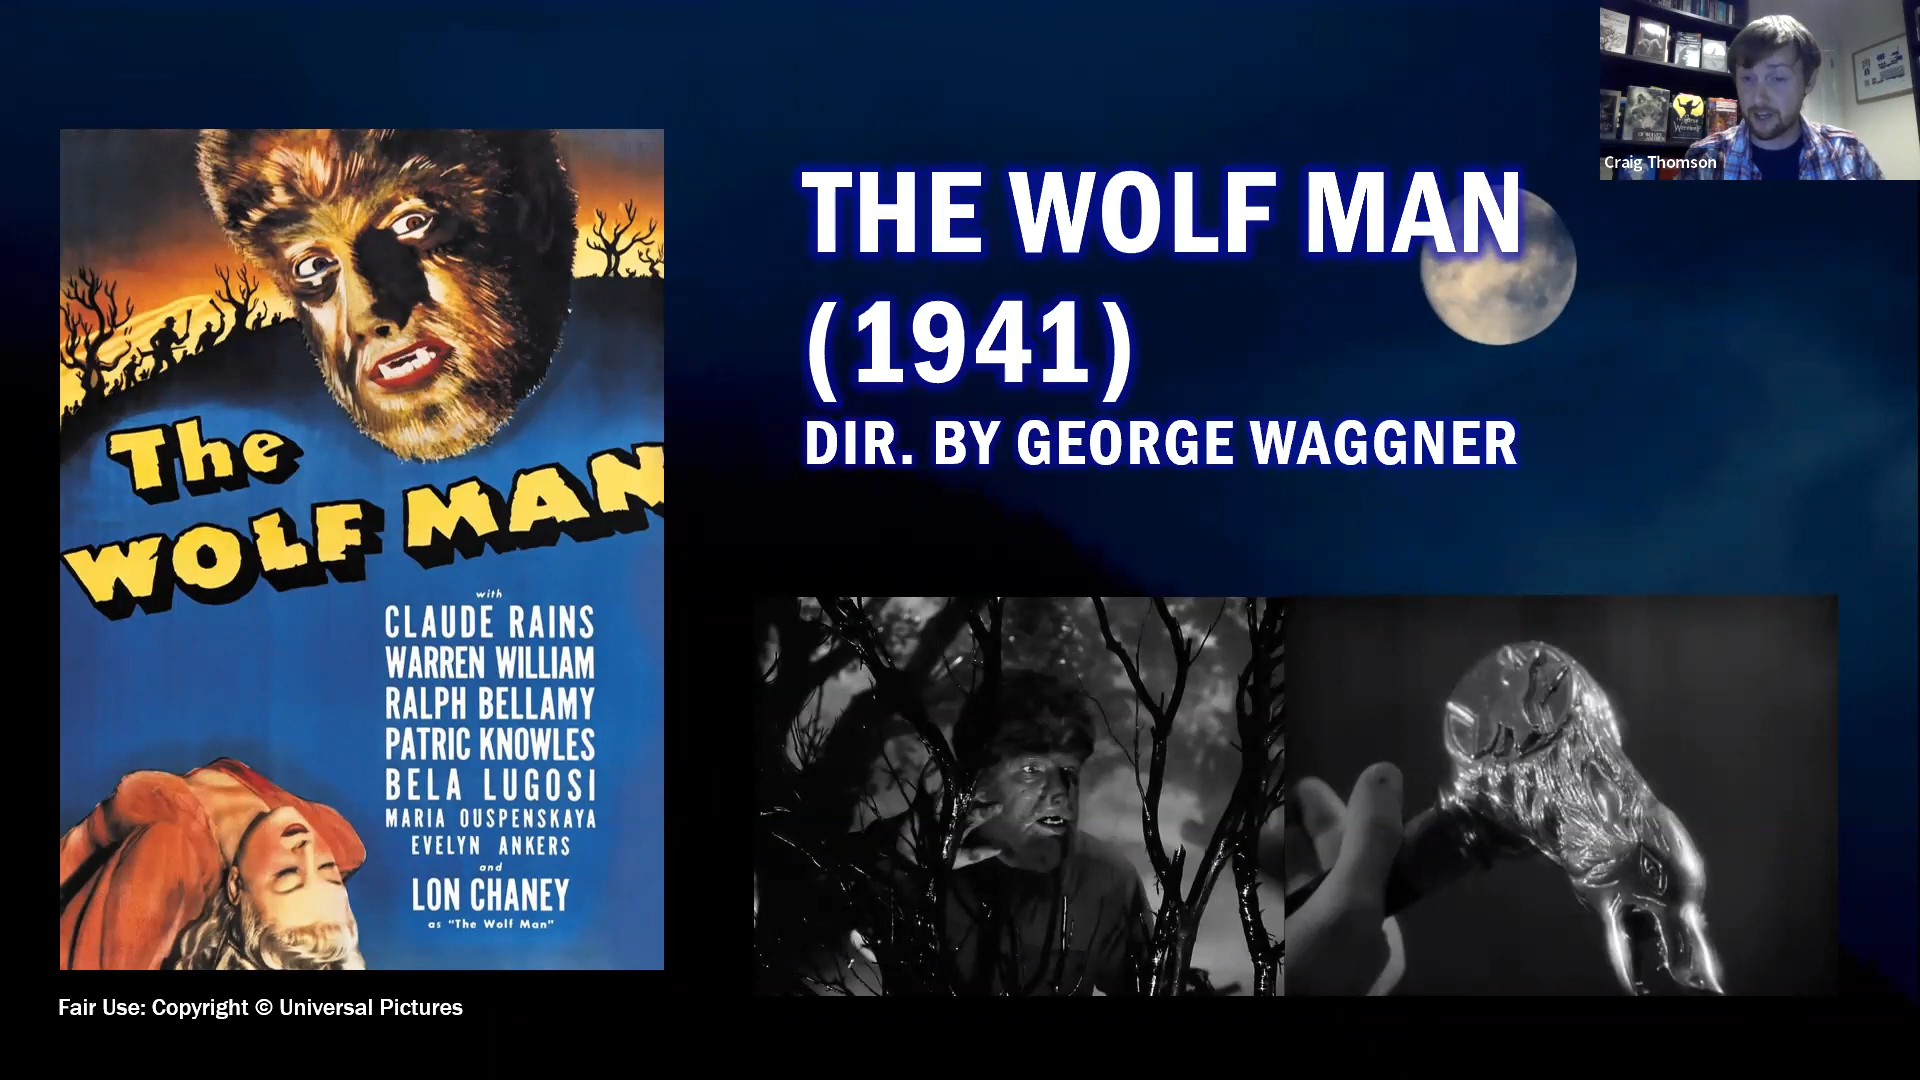 THE WOLF MAN
(1941)
DIR. BY GEORGE WAGGNER
The
WOLF MAN
with
CLAUDE RAINS
WARREN WILLIAM
RALPH BELLAMY
PATRIC KNOWLES
BELA LUGOSI
MARIA OUSPENSKAYA
EVELYN ANKERS
and
LON CHANEY
as "The Wolf Man"
Fair Use: Copyright © Universal Pictures
Craig Thomson